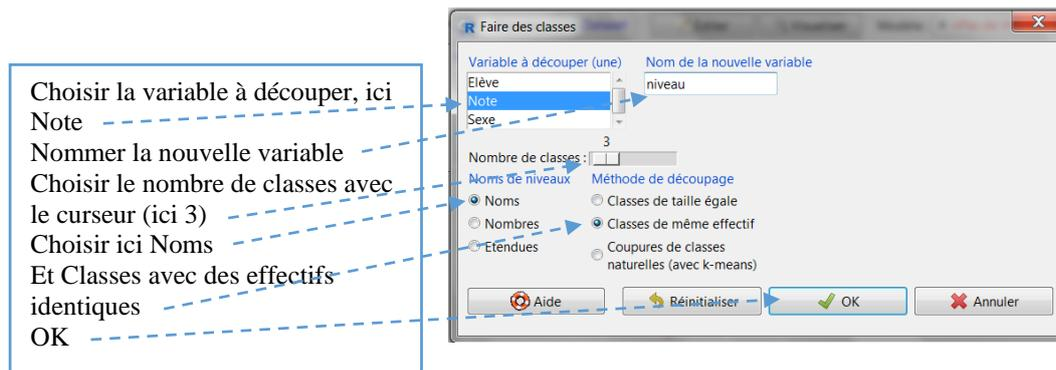 Choisir la variable à découper, ici
Note
Nommer la nouvelle variable
Choisir le nombre de classes avec
le curseur (ici 3)
Choisir ici Noms
Et Classes avec des effectifs
identiques
OK
R Faire des classes
Variable à découper (une)
Nom de la nouvelle variable
Elève
Note
Sexe
niveau
3
Nombre de classes :
Noms de niveaux
Méthode de découpage
Noms
Classes de taille égale
Nombres
Classes de même effectif
Etendues
Coupures de classes
naturelles (avec k-means)
Aide
Réinitialiser
OK
Annuler